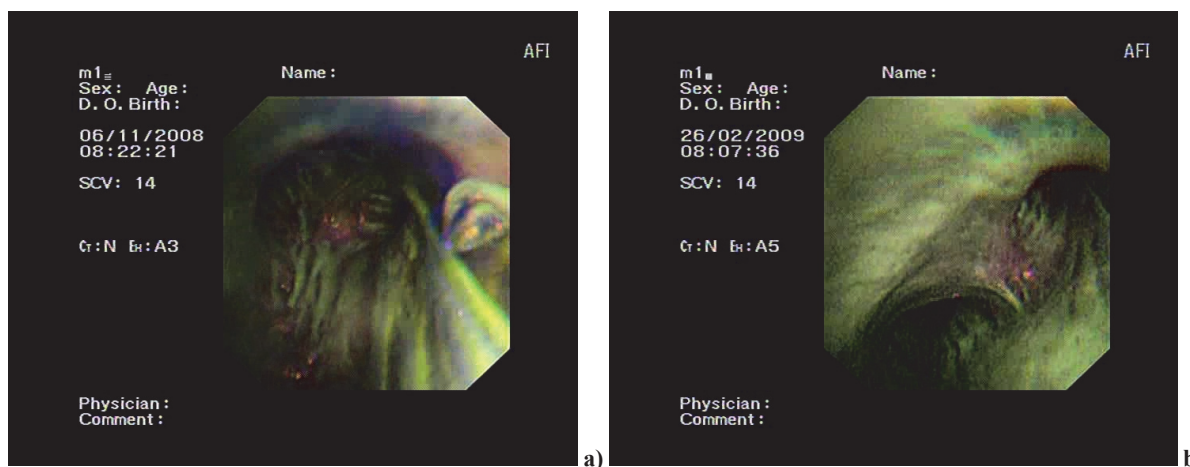 AFI
m1
Name:
Sex: Age:
D.O.Birth:
06/11/2008
08:22:21
SCV: 14
CT:N EH:A3
Physician:
Comment:
a)
AFI
m1
Name:
Sex: Age:
D.O.Birth:
26/02/2009
08:07:36
SCV: 14
CT:N EH:A5
Physician:
Comment:
b